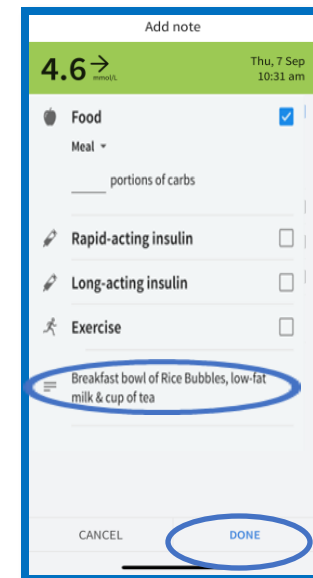 Add note
4.6 → mmol/L
Thu, 7 Sep
10:31 am
Food
Meal
portions of carbs
Rapid-acting insulin
Long-acting insulin
Exercise
Breakfast bowl of Rice Bubbles, low-fat
milk & cup of tea
CANCEL DONE